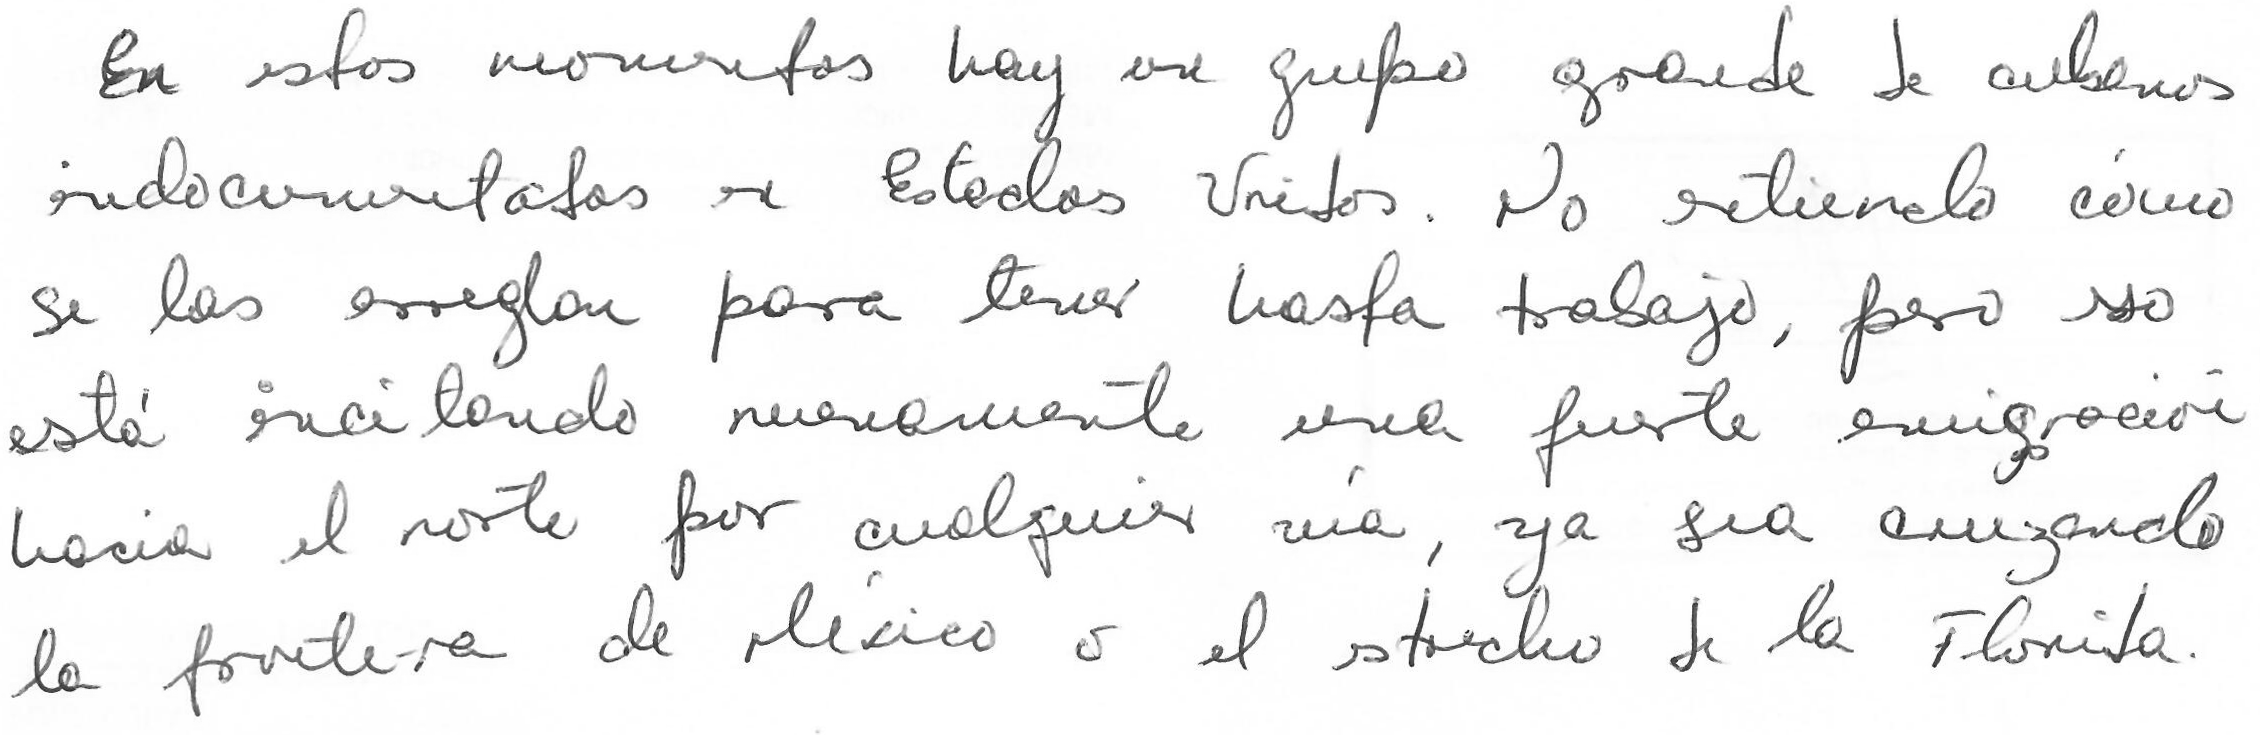 En estos momentos hay un grupo grande de cubanos
indocumentados en Estados Unidos. No entiendo cómo
se las arreglan para tener hasta trabajo, pero eso
está incitando nuevamente una fuerte emigración
hacia el norte por cualquier vía, ya sea cruzando
la frontera de México o el estrecho de la Florida.